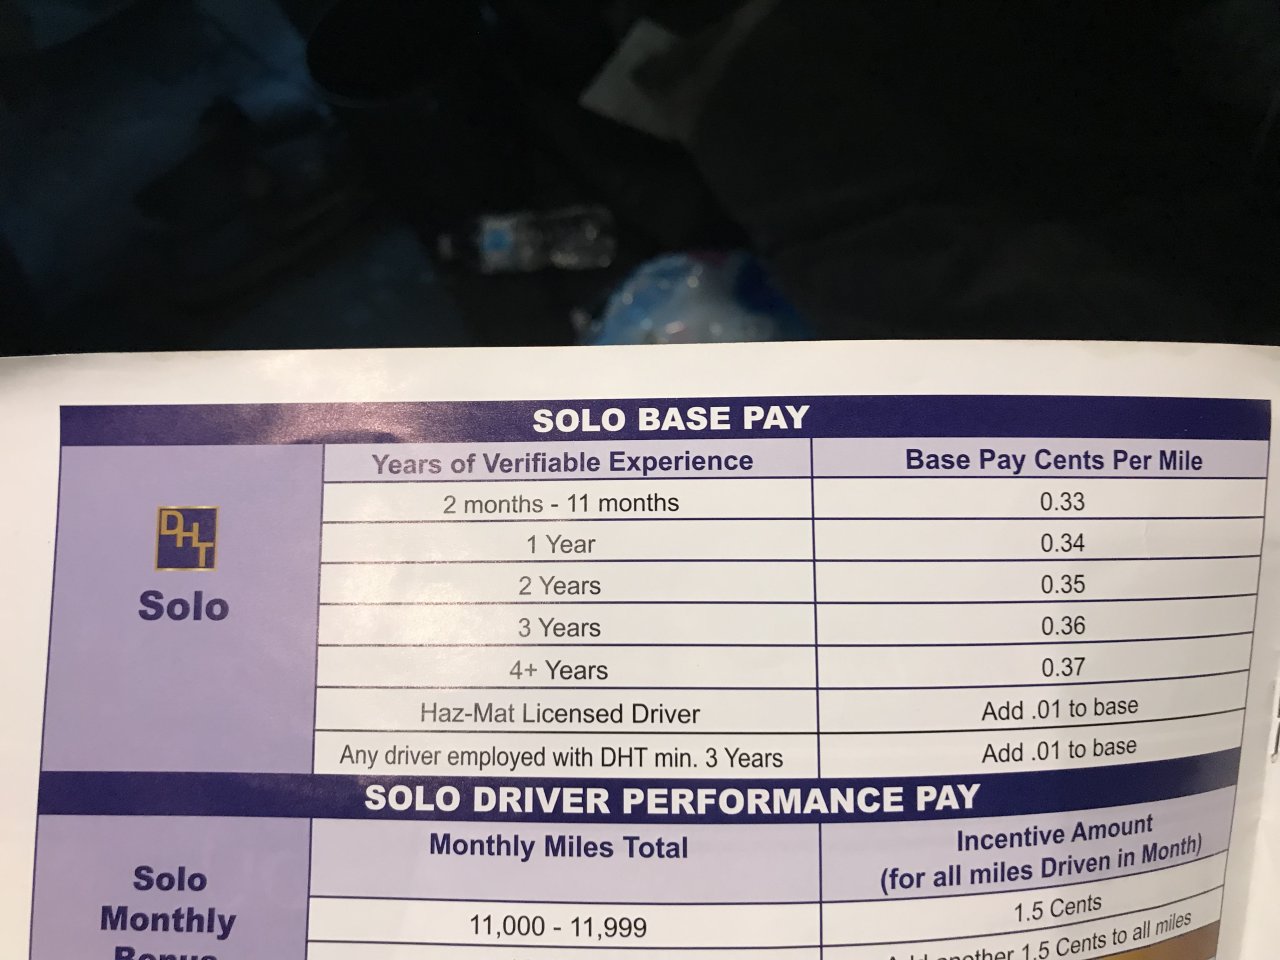 SOLO BASE PAY
Years of Verifiable Experience Base Pay Cents Per Mile
2 months - 11 months 0.33
1 Year 0.34
2 Years 0.35
3 Years 0.36
4+ Years 0.37
Haz-Mat Licensed Driver Add .01 to base
Any driver employed with DHT min. 3 Years Add .01 to base
DHT
Solo
SOLO DRIVER PERFORMANCE PAY
Monthly Miles Total Incentive Amount
(for all miles Driven in Month)
11,000 - 11,999 1.5 Cents
another 1.5 Cents to all miles
Solo
Monthly
Bonus